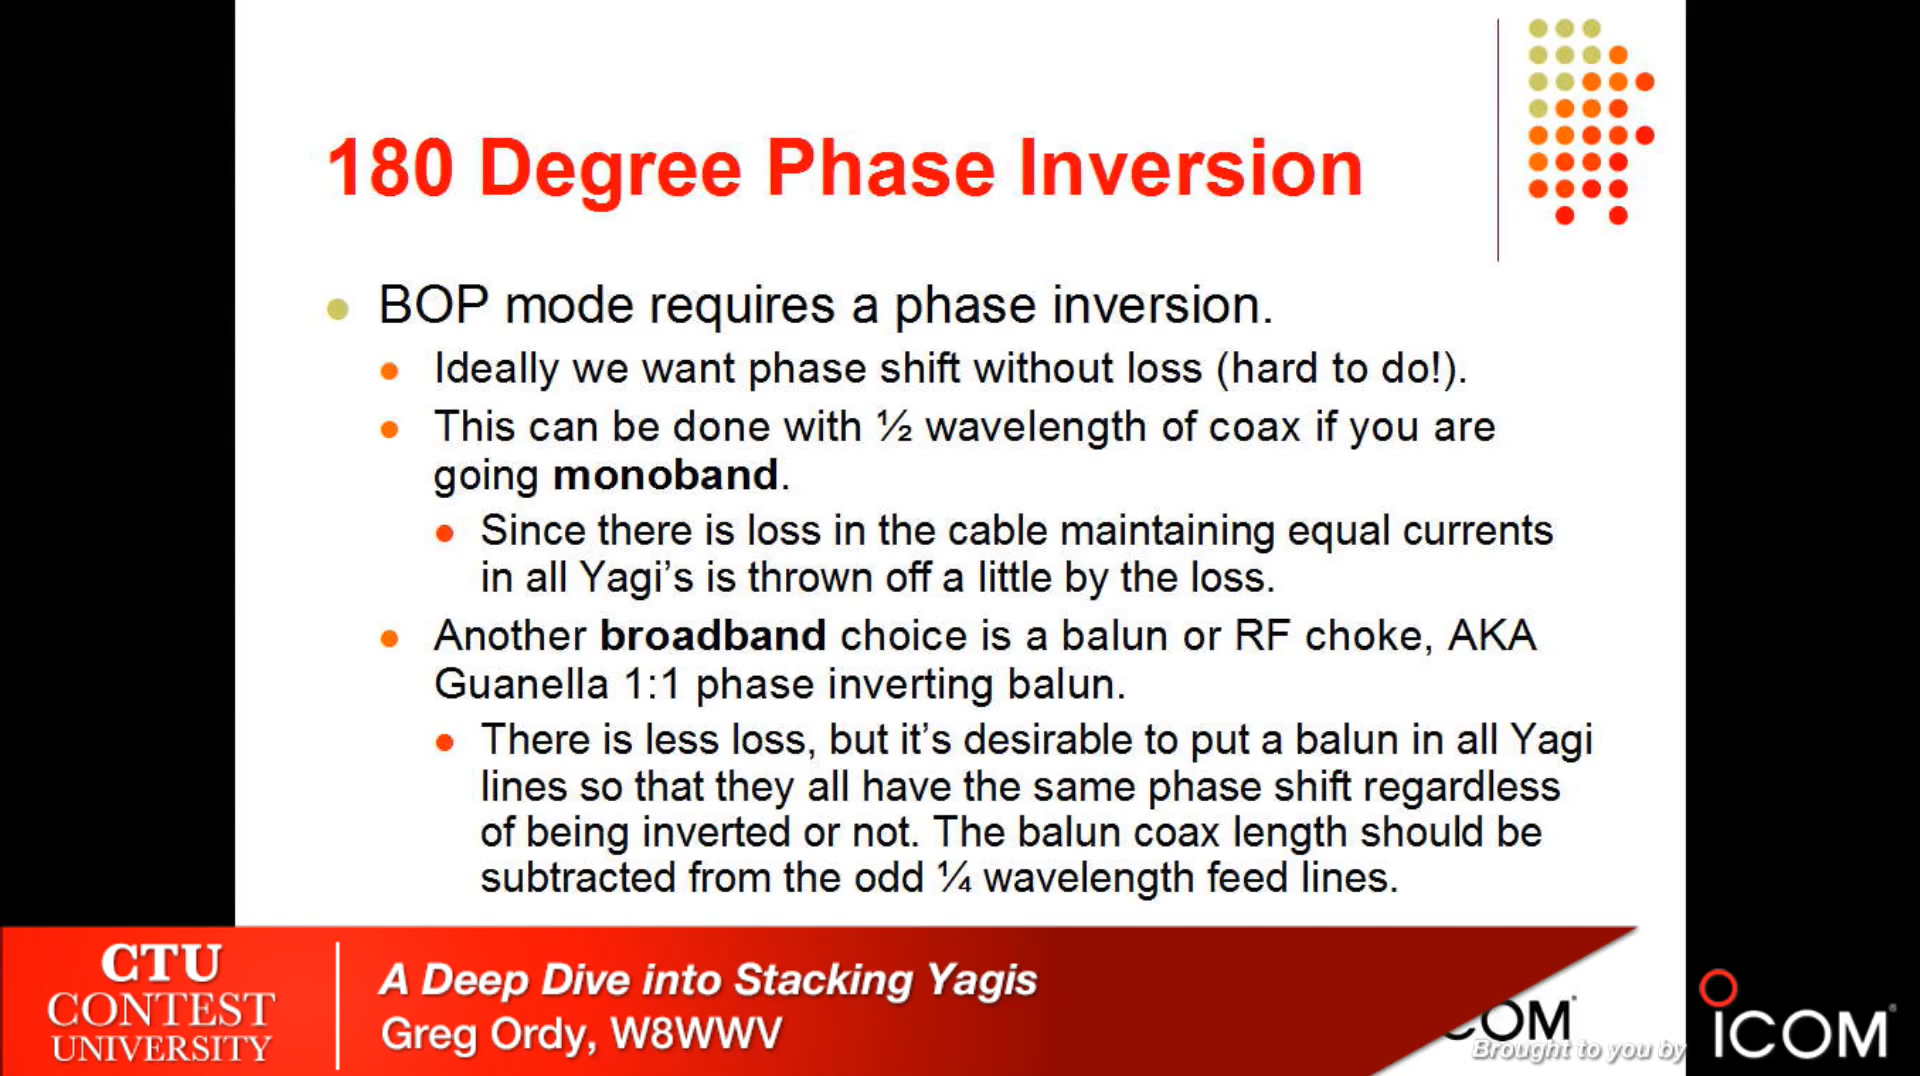 180 Degree Phase Inversion
BOP mode requires a phase inversion.
Ideally we want phase shift without loss (hard to do!).
This can be done with ½ wavelength of coax if you are
going monoband.
Since there is loss in the cable maintaining equal currents
in all Yagi's is thrown off a little by the loss.
Another broadband choice is a balun or RF choke, AKA
Guanella 1:1 phase inverting balun.
There is less loss, but it's desirable to put a balun in all Yagi
lines so that they all have the same phase shift regardless
of being inverted or not. The balun coax length should be
subtracted from the odd ¼ wavelength feed lines.
CTU
CONTEST
UNIVERSITY
A Deep Dive into Stacking Yagis
Greg Ordy, W8WWV
COM
Brought to you by
ICOM